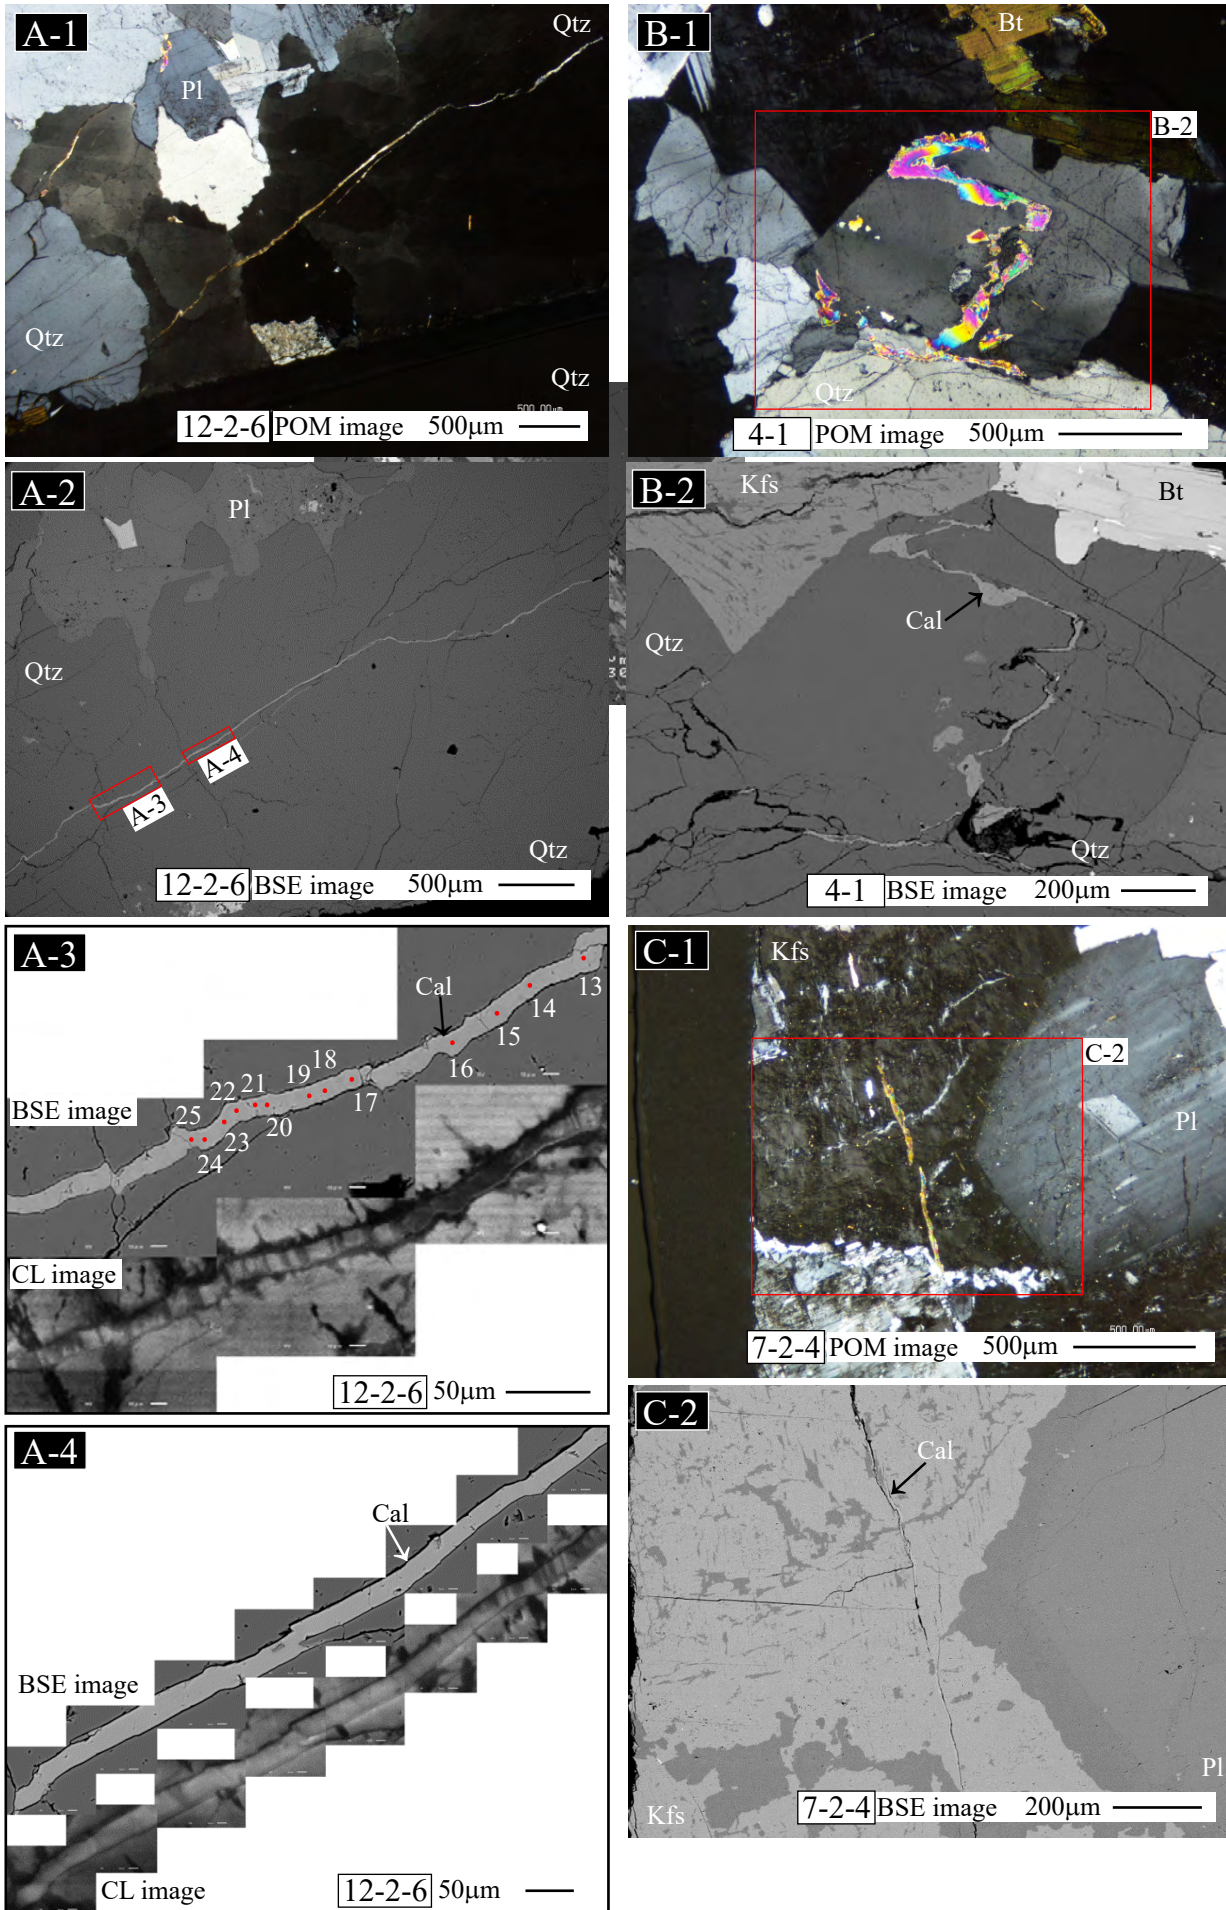 A-1
Qtz
Pl
Qtz
Qtz
500.00µm
12-2-6 POM image 500µm
B-1
Bt
B-2
Qtz
4-1 POM image 500µm
A-2
Pl
Qtz
A-4
A-3
Qtz
12-2-6 BSE image 500µm
B-2
Kfs
Bt
Cal
Qtz
Qtz
4-1 BSE image 200µm
A-3
Cal
13
14
15
16
17
18
19
20
21
22
23
24
25
BSE image
CL image
12-2-6 50µm
C-1
Kfs
C-2
Pl
500.00µm
7-2-4 POM image 500µm
A-4
Cal
BSE image
CL image
12-2-6 50µm
C-2
Cal
Pl
Kfs
7-2-4 BSE image 200µm